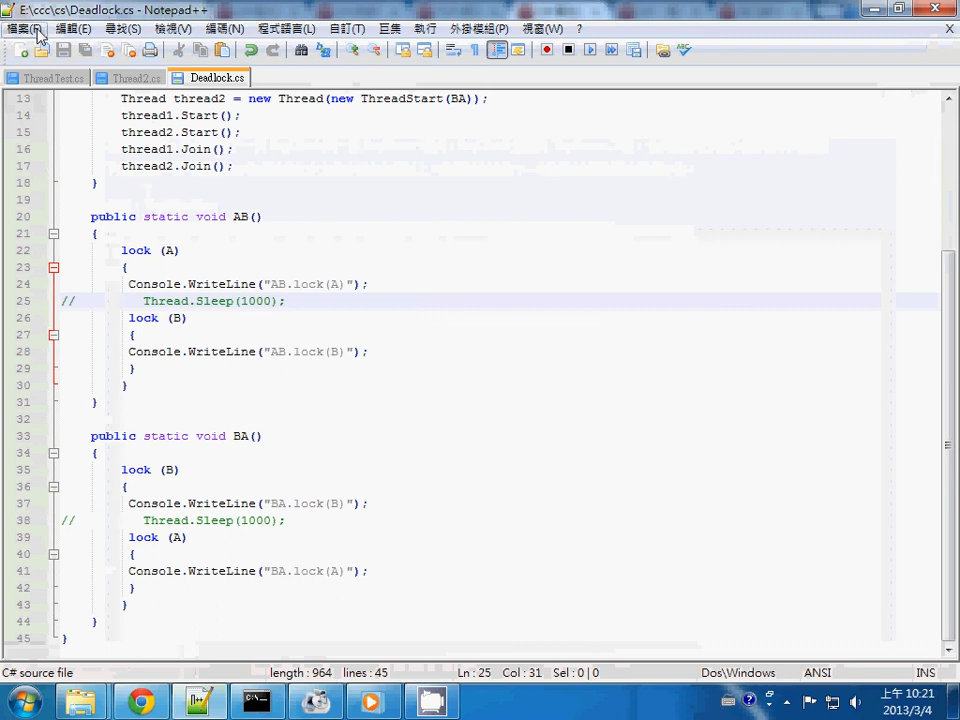 E:\ccc\cs\Deadlock.cs - Notepad++
檔案(F) 編輯(E) 尋找(S) 檢視(V) 編碼(N) 程式語言(L) 自訂(T) 巨集 執行 外掛模組(P) 視窗(W) ? X
ThreadTest.cs Thread2.cs Deadlock.cs
13 Thread thread2 = new Thread(new ThreadStart(BA));
14 thread1.Start();
15 thread2.Start();
16 thread1.Join();
17 thread2.Join();
18 }
19
20 public static void AB()
21 {
22 lock (A)
23 {
24 Console.WriteLine("AB.lock(A)");
25 // Thread.Sleep(1000);
26 lock (B)
27 {
28 Console.WriteLine("AB.lock(B)");
29 }
30 }
31 }
32
33 public static void BA()
34 {
35 lock (B)
36 {
37 Console.WriteLine("BA.lock(B)");
38 // Thread.Sleep(1000);
39 lock (A)
40 {
41 Console.WriteLine("BA.lock(A)");
42 }
43 }
44 }
45 }
C# source file length : 964 lines : 45 Ln : 25 Col : 31 Sel : 0 | 0 Dos\Windows ANSI INS
上午 10:21
2013/3/4